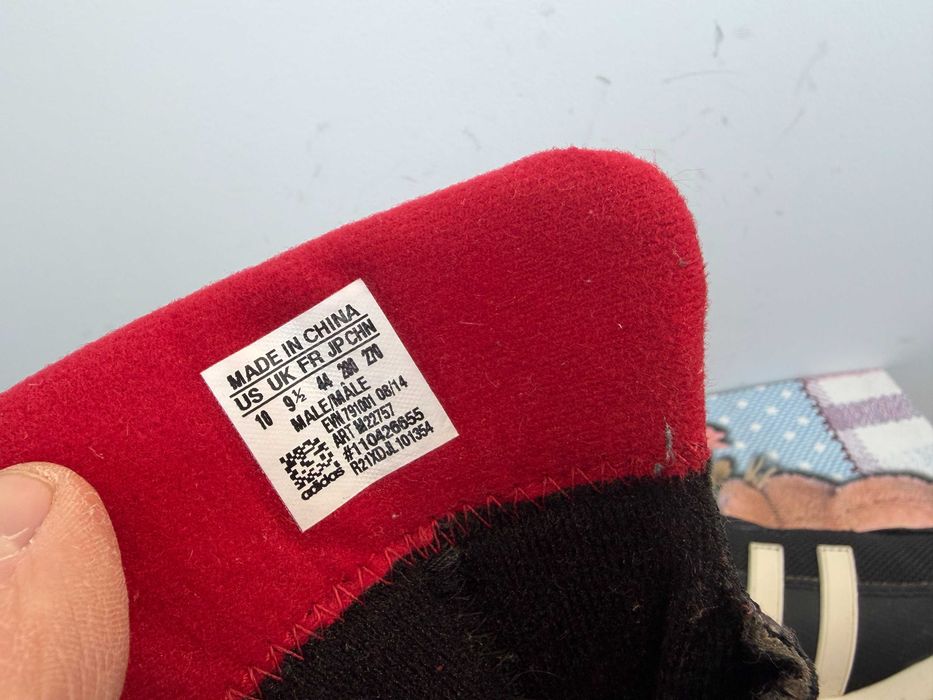 MADE IN CHINA
US UK FR JP CHN
10 9½ 44 280 270
MALE/MÂLE
EVN 791001 08/14
ART M22757
#110426655
R21XDJL101354
adidas